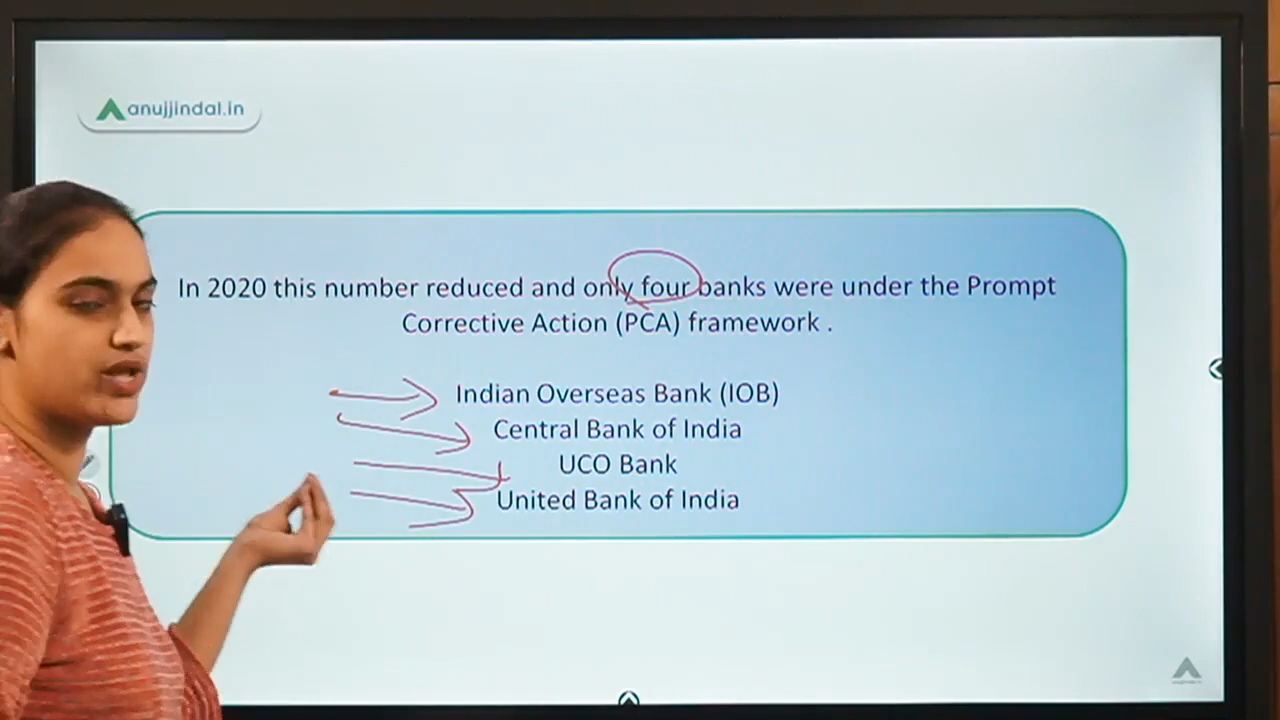 anujjindal.in
In 2020 this number reduced and only four banks were under the Prompt
Corrective Action (PCA) framework .
Indian Overseas Bank (IOB)
Central Bank of India
UCO Bank
United Bank of India